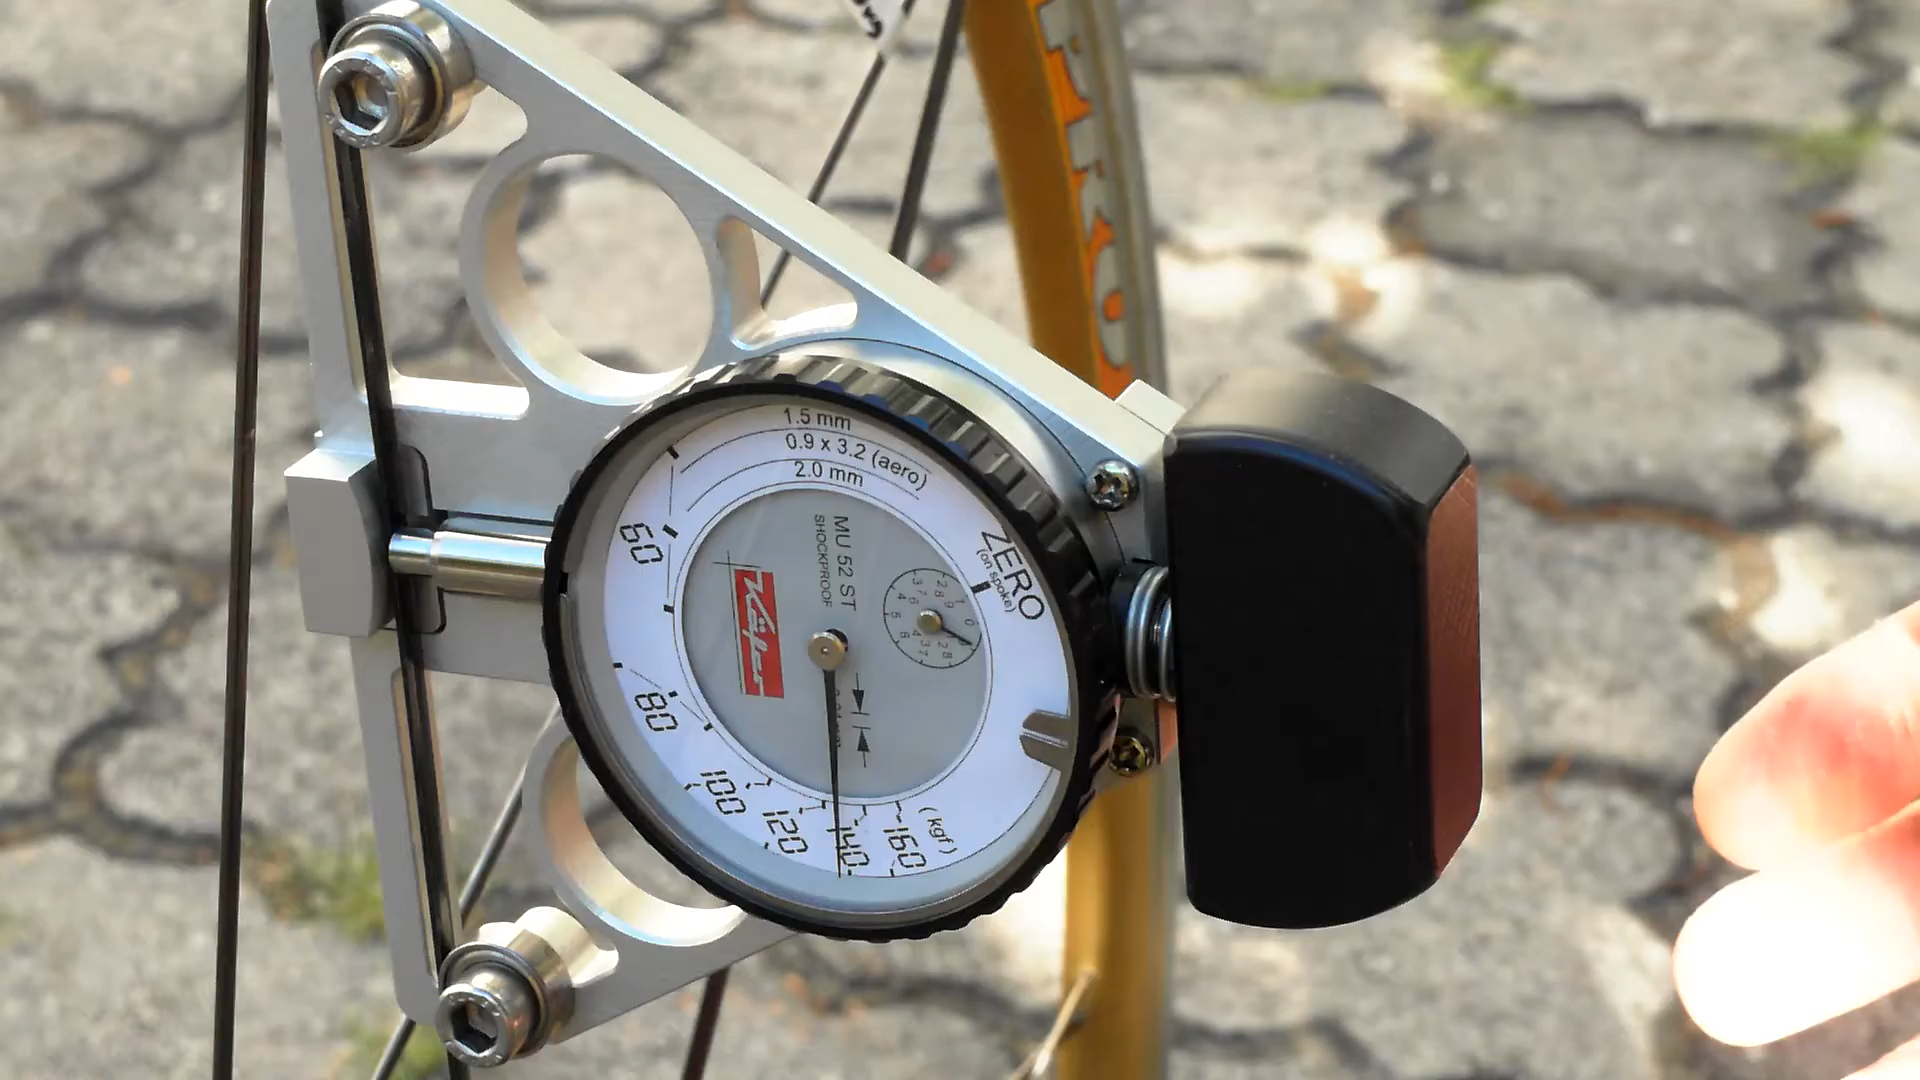 1.5 mm
0.9 x 3.2 (aero)
2.0 mm
ZERO
(on spoke)
MU 52 ST
SHOCKPROOF
Käfer
60
80
100
120
140
160
(kgf)